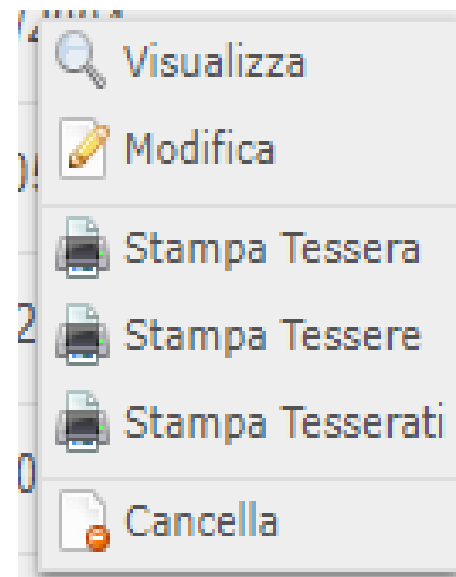 Visualizza
Modifica
Stampa Tessera
Stampa Tessere
Stampa Tesserati
Cancella